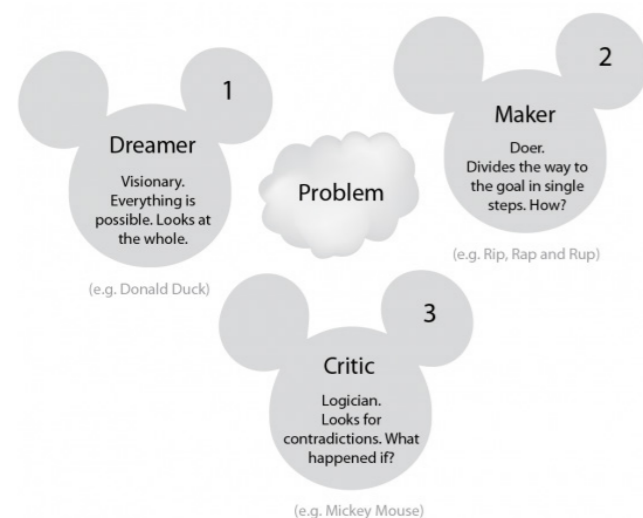 1
Dreamer
Visionary.
Everything is
possible. Looks at
the whole.
(e.g. Donald Duck)
Problem
2
Maker
Doer.
Divides the way to
the goal in single
steps. How?
(e.g. Rip, Rap and Rup)
3
Critic
Logician.
Looks for
contradictions. What
happened if?
(e.g. Mickey Mouse)